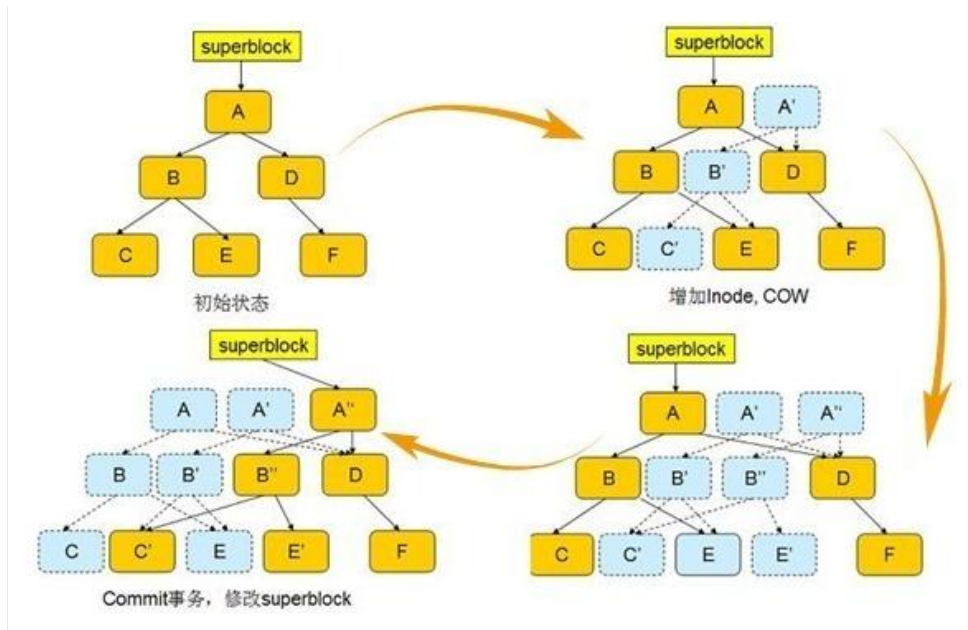 superblock
A
B
D
C
E
F
初始状态
superblock
A
A'
B
B'
D
C
C'
E
F
增加Inode, COW
superblock
A
A'
A''
B
B'
B''
D
C
C'
E
E'
F
Commit事务，修改superblock
superblock
A
A'
A''
B
B'
B''
D
C
C'
E
E'
F